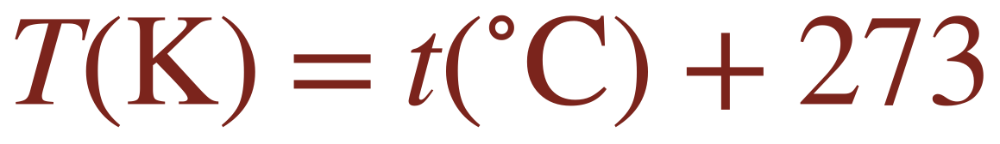 T(K) = t(°C) + 273